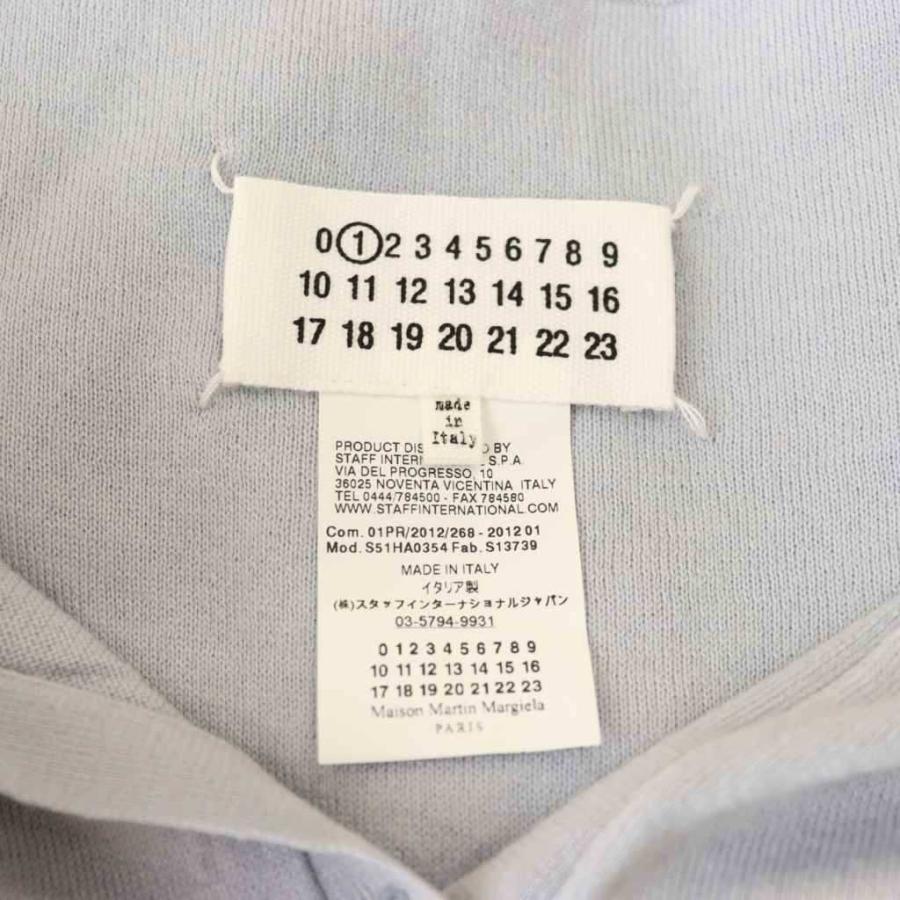 0 1 2 3 4 5 6 7 8 9
10 11 12 13 14 15 16
17 18 19 20 21 22 23
made
in
Italy
PRODUCT BY
STAFF S.P.A.
VIA DEL PROGRESSO, 10
36025 NOVENTA VICENTINA ITALY
TEL 0444/784500 - FAX 784580
WWW.STAFFINTERNATIONAL.COM
Com. 01PR/2012/268 - 2012 01
Mod. S51HA0354 Fab. S13739
MADE IN ITALY
イタリア製
(株)スタッフインターナショナルジャパン
03-5794-9931
0 1 2 3 4 5 6 7 8 9
10 11 12 13 14 15 16
17 18 19 20 21 22 23
Maison Martin Margiela
PARIS